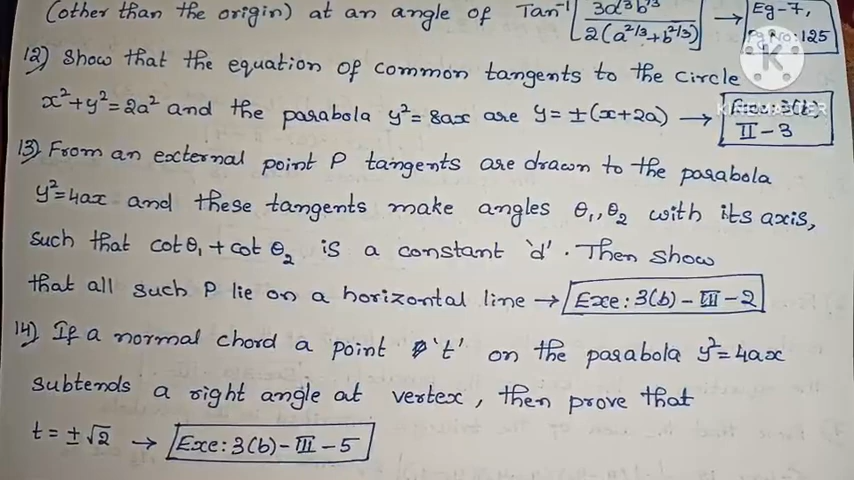 (other than the origin) at an angle of Tan⁻¹[3a^1/3 b^1/3 / 2(a^2/3+b^2/3)] → Eg-7,
125
12) Show that the equation of common tangents to the circle
x²+y²=2a² and the parabola y²=8ax are y=±(x+2a) →
II-3
13) From an external point P tangents are drawn to the parabola
y²=4ax and these tangents make angles θ₁, θ₂ with its axis,
such that cotθ₁+cot θ₂ is a constant 'd'. Then show
that all such P lie on a horizontal line → Exe: 3(b)-III-2
14) If a normal chord a point 't' on the parabola y²=4ax
subtends a right angle at vertex, then prove that
t=±√2 → Exe: 3(b)-III-5
KINEMASTER